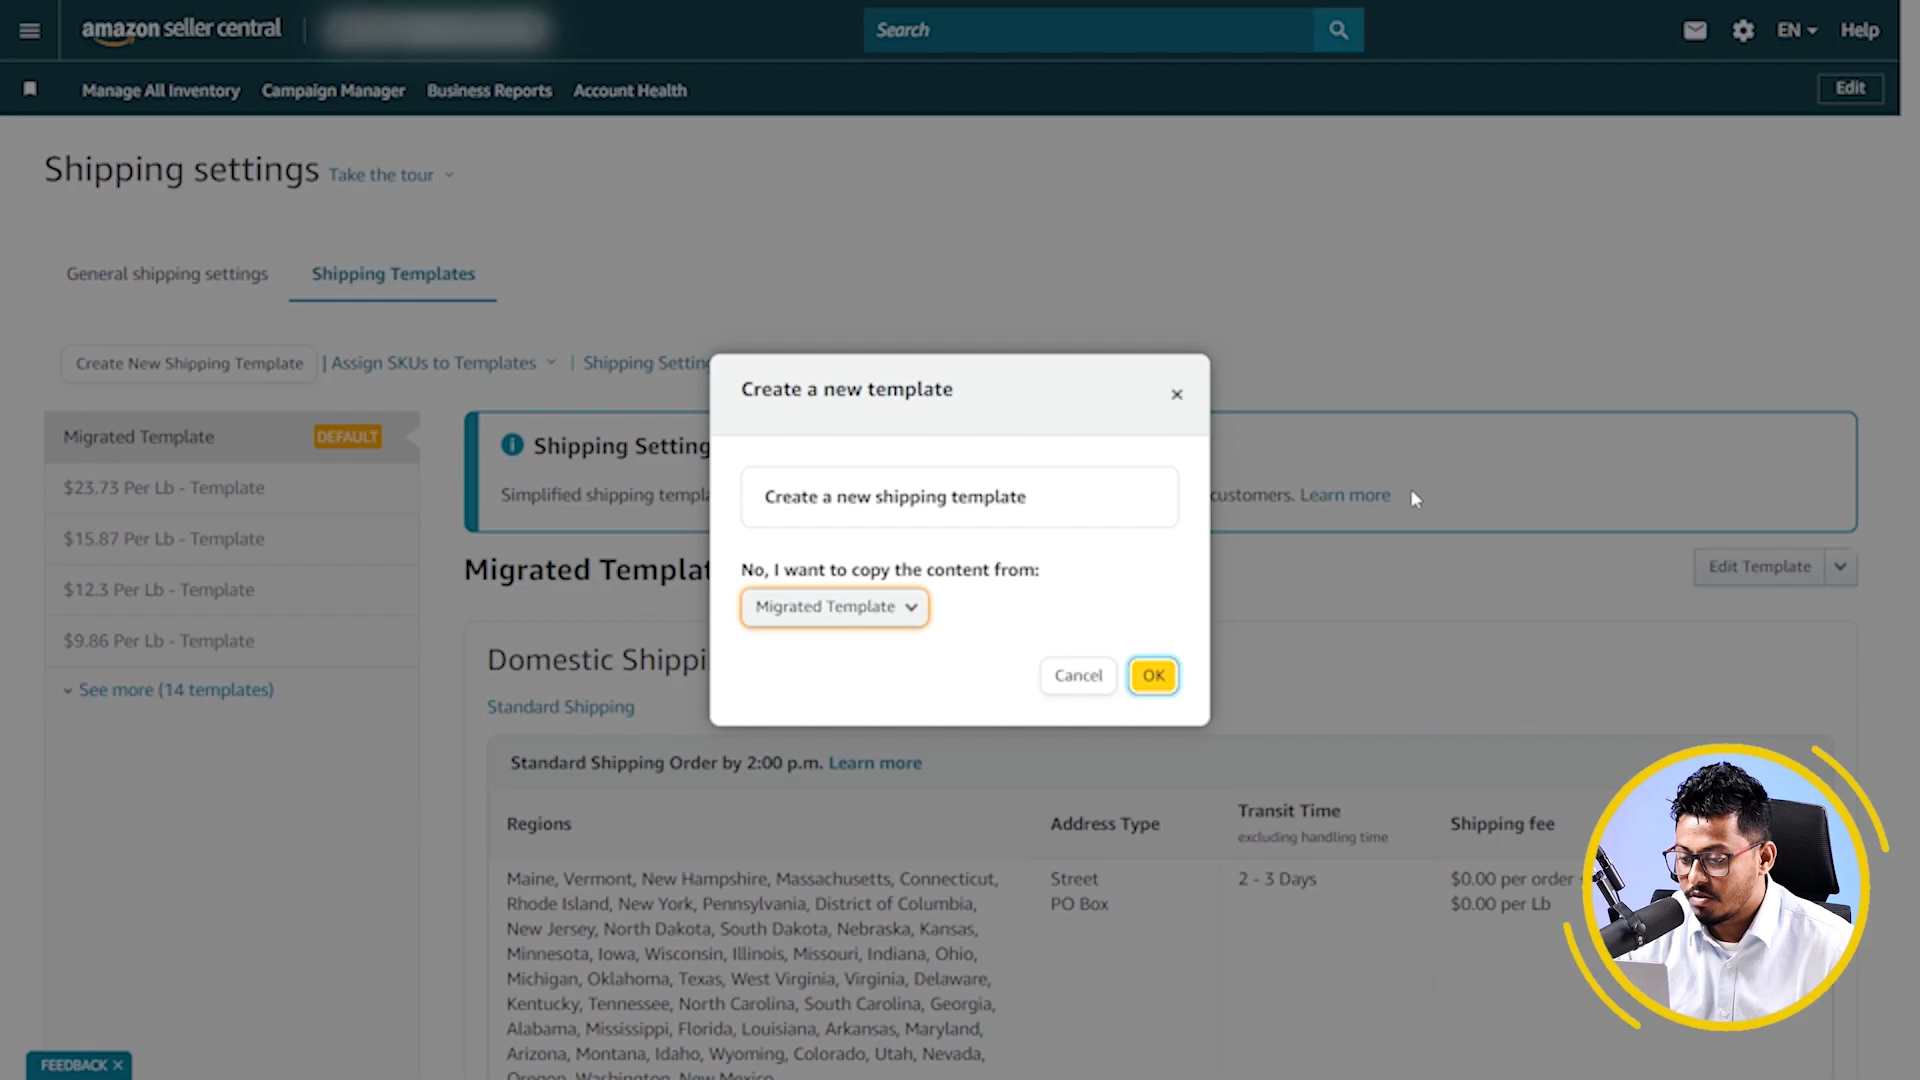 amazon seller central
Search
EN
Help
Manage All Inventory
Campaign Manager
Business Reports
Account Health
Edit
Shipping settings
Take the tour
General shipping settings
Shipping Templates
Create New Shipping Template
| Assign SKUs to Templates
| Shipping Setting
Create a new template
×
Migrated Template
DEFAULT
$23.73 Per Lb - Template
$15.87 Per Lb - Template
$12.3 Per Lb - Template
$9.86 Per Lb - Template
See more (14 templates)
Shipping Setting
Simplified shipping templa
customers. Learn more
Create a new shipping template
No, I want to copy the content from:
Migrated Template
Cancel
OK
Migrated Templat
Edit Template
Domestic Shippi
Standard Shipping
Standard Shipping Order by 2:00 p.m. Learn more
Regions
Address Type
Transit Time
excluding handling time
Shipping fee
Maine, Vermont, New Hampshire, Massachusetts, Connecticut,
Rhode Island, New York, Pennsylvania, District of Columbia,
New Jersey, North Dakota, South Dakota, Nebraska, Kansas,
Minnesota, Iowa, Wisconsin, Illinois, Missouri, Indiana, Ohio,
Michigan, Oklahoma, Texas, West Virginia, Virginia, Delaware,
Kentucky, Tennessee, North Carolina, South Carolina, Georgia,
Alabama, Mississippi, Florida, Louisiana, Arkansas, Maryland,
Arizona, Montana, Idaho, Wyoming, Colorado, Utah, Nevada,
Oregon, Washington, New Mexico
Street
PO Box
2 - 3 Days
$0.00 per order
$0.00 per Lb
FEEDBACK ×